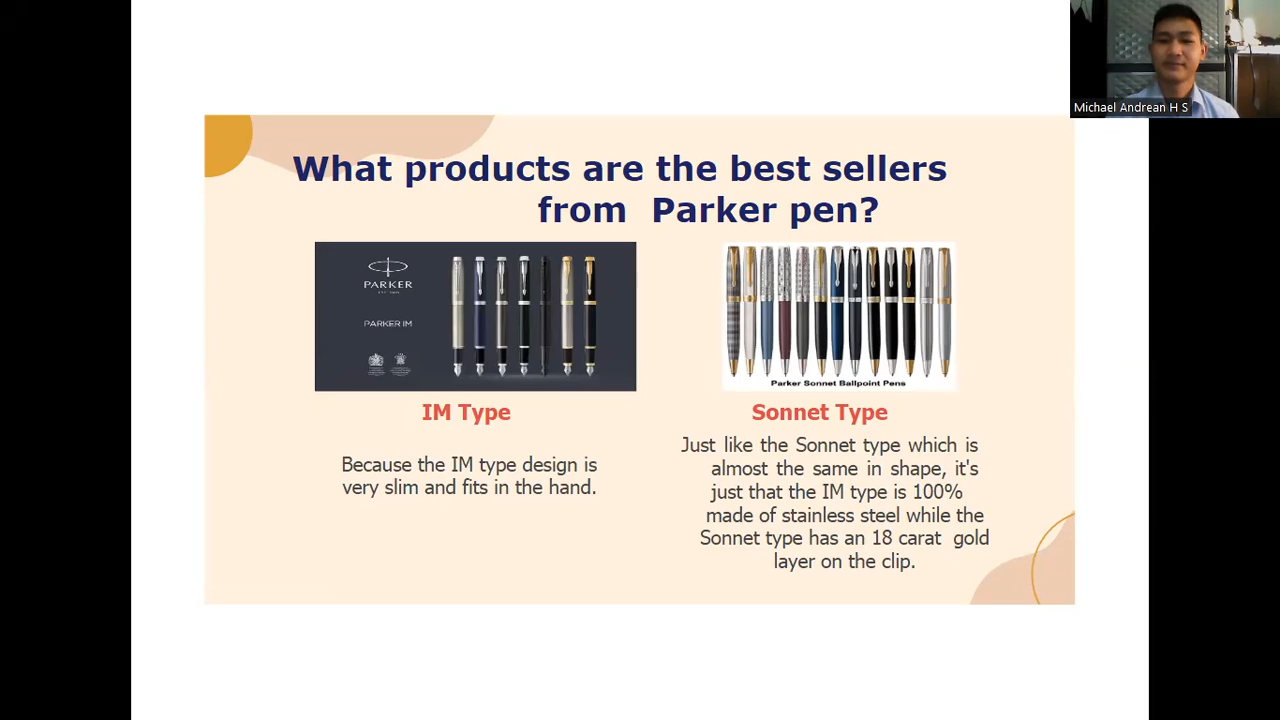 Michael Andrean H S
What products are the best sellers
from Parker pen?
PARKER
PARKER IM
Parker Sonnet Ballpoint Pens
IM Type
Sonnet Type
Because the IM type design is
very slim and fits in the hand.
Just like the Sonnet type which is
almost the same in shape, it's
just that the IM type is 100%
made of stainless steel while the
Sonnet type has an 18 carat gold
layer on the clip.